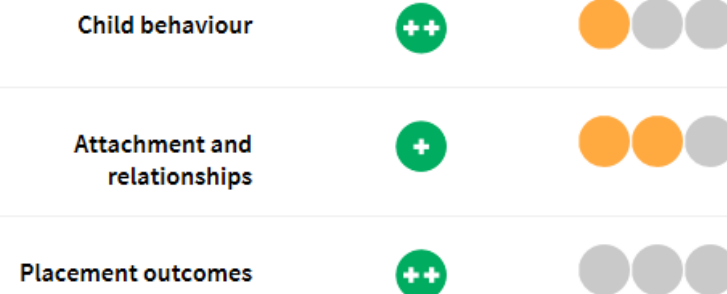 Child behaviour ++
Attachment and +
relationships
Placement outcomes ++